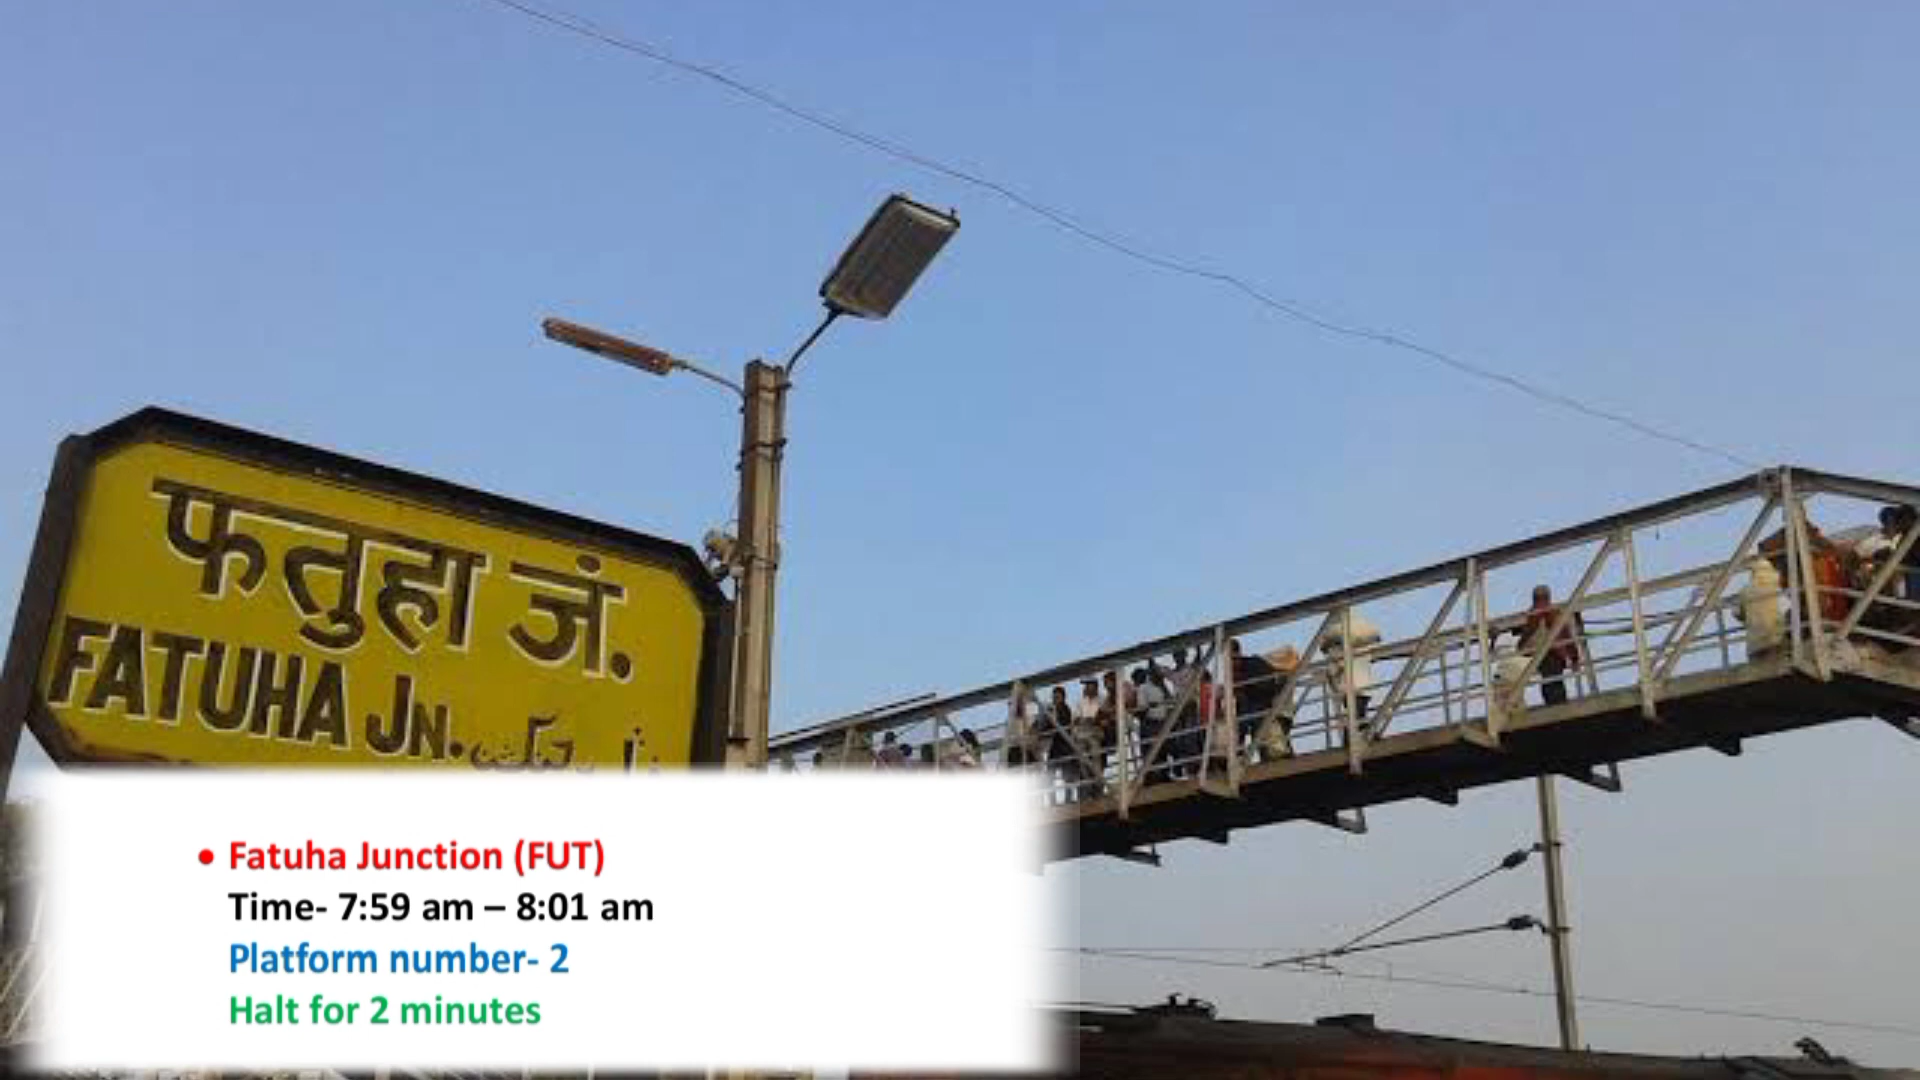 फतुहा जं.
FATUHA JN.
• Fatuha Junction (FUT)
Time- 7:59 am – 8:01 am
Platform number- 2
Halt for 2 minutes